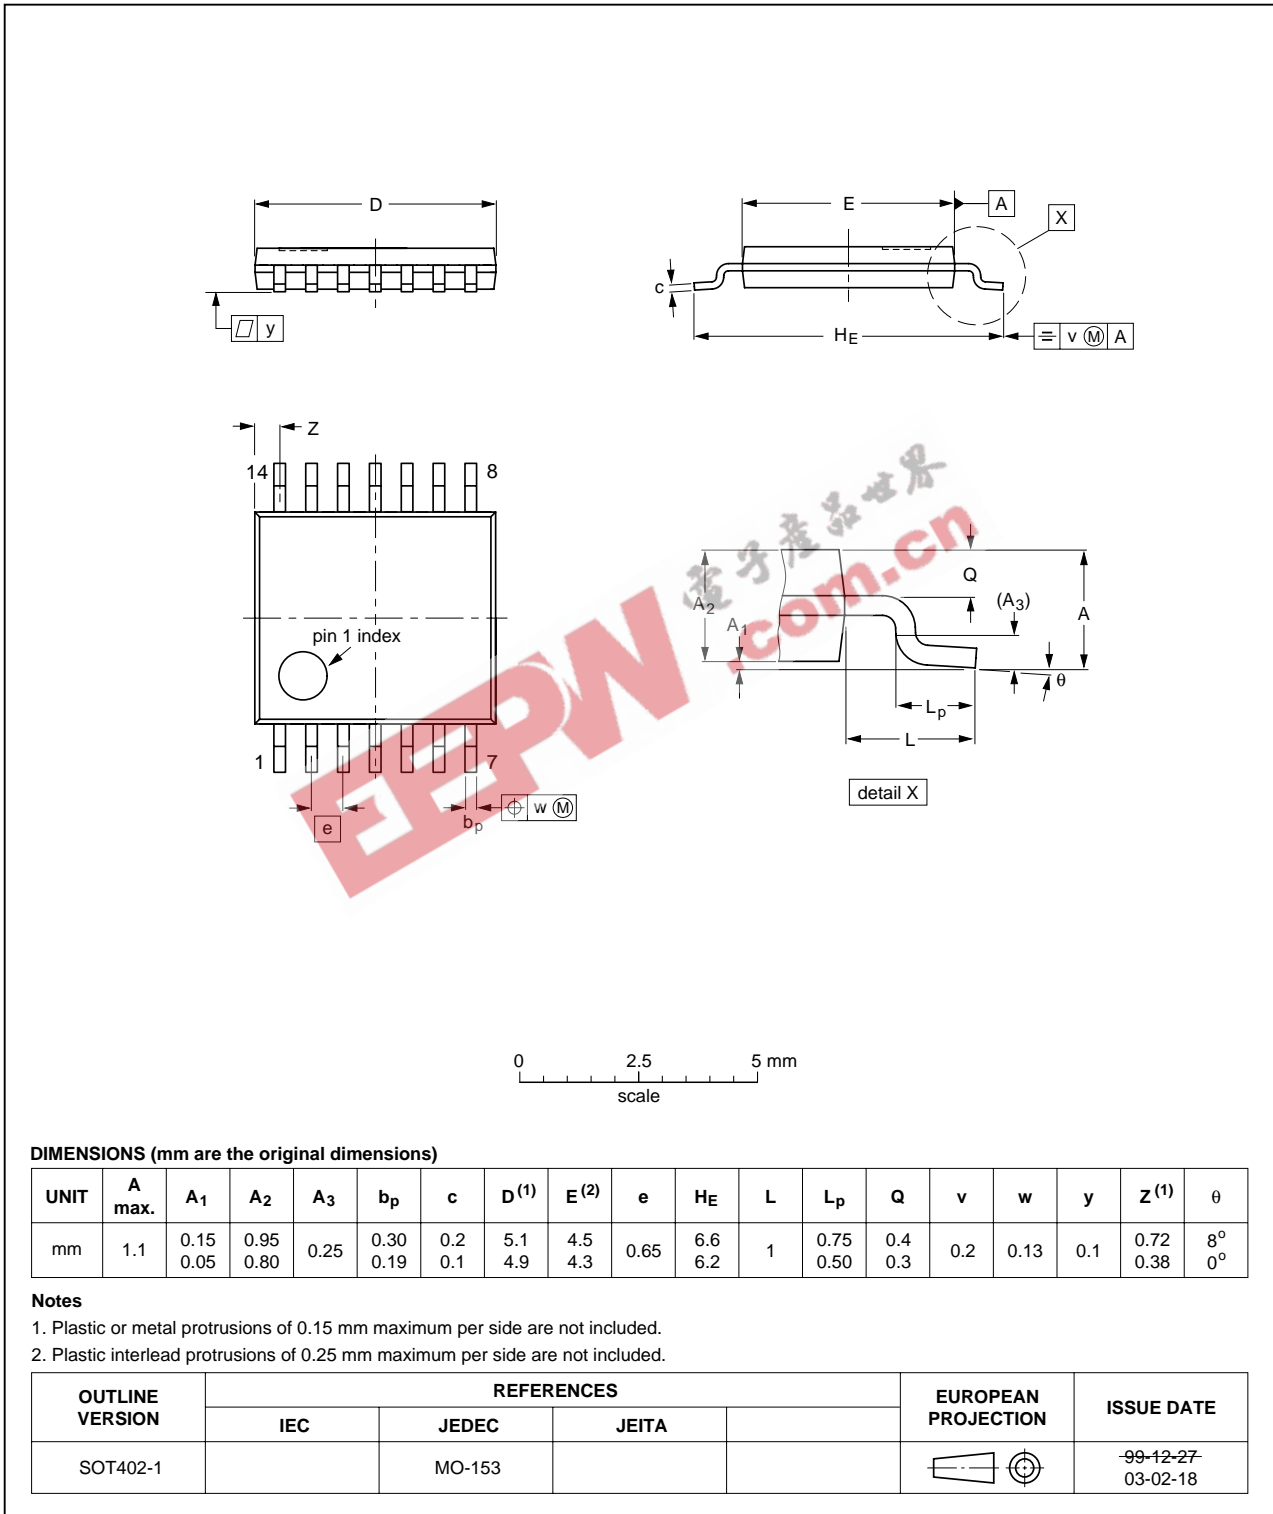 D
E
A
X
c
y
HE
v M A
Z
14
8
pin 1 index
1
7
e
bp
w M
A2
A1
Q
(A3)
A
θ
Lp
L
detail X
EEPW
電子產品世界
.com.cn
0 2.5 5 mm
scale
DIMENSIONS (mm are the original dimensions)
UNIT A max. A1 A2 A3 bp c D(1) E(2) e HE L Lp Q v w y Z(1) θ
mm 1.1 0.15 0.05 0.95 0.80 0.25 0.30 0.19 0.2 0.1 5.1 4.9 4.5 4.3 0.65 6.6 6.2 1 0.75 0.50 0.4 0.3 0.2 0.13 0.1 0.72 0.38 8° 0°
Notes
1. Plastic or metal protrusions of 0.15 mm maximum per side are not included.
2. Plastic interlead protrusions of 0.25 mm maximum per side are not included.
OUTLINE VERSION REFERENCES EUROPEAN PROJECTION ISSUE DATE
IEC JEDEC JEITA
SOT402-1 MO-153 99-12-27
03-02-18